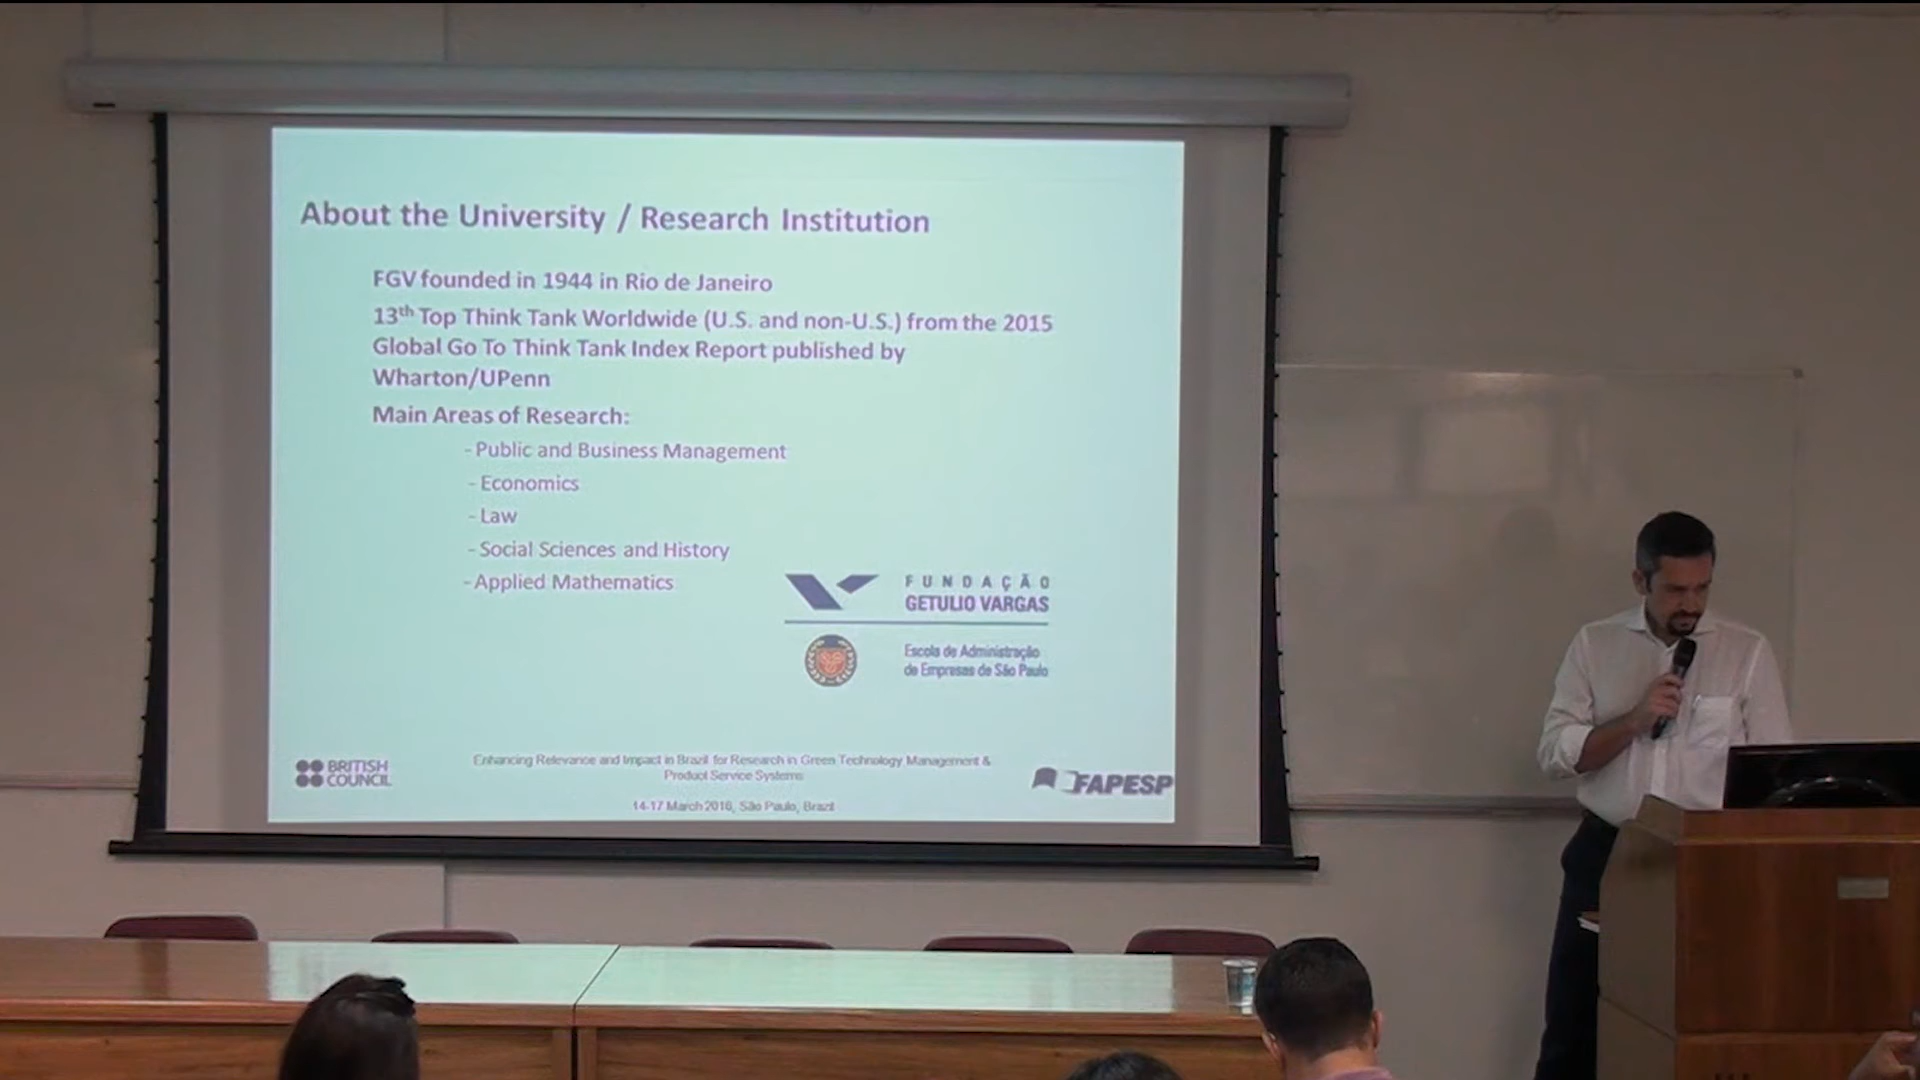 About the University / Research Institution
FGV founded in 1944 in Rio de Janeiro
13th Top Think Tank Worldwide (U.S. and non-U.S.) from the 2015
Global Go To Think Tank Index Report published by
Wharton/UPenn
Main Areas of Research:
- Public and Business Management
- Economics
- Law
- Social Sciences and History
- Applied Mathematics
FUNDAÇÃO
GETULIO VARGAS
Escola de Administração
de Empresas de São Paulo
BRITISH
COUNCIL
Enhancing Relevance and Impact in Brazil for Research in Green Technology Management &
Product Service Systems
14-17 March 2016, São Paulo, Brazil
FAPESP